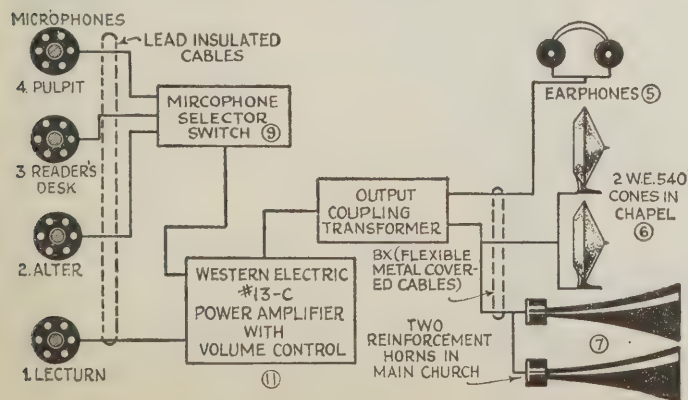 MICROPHONES
LEAD INSULATED
CABLES
4. PULPIT
MIRCOPHONE
SELECTOR
SWITCH ⑨
3 READER'S
DESK
2. ALTER
1. LECTURN
WESTERN ELECTRIC
#13-C
POWER AMPLIFIER
WITH
VOLUME CONTROL
⑪
OUTPUT
COUPLING
TRANSFORMER
BX (FLEXIBLE
METAL COVER-
ED CABLES)
TWO
REINFORCEMENT
HORNS IN
MAIN CHURCH
EARPHONES ⑤
2 W.E. 540
CONES IN
CHAPEL
⑥
⑦